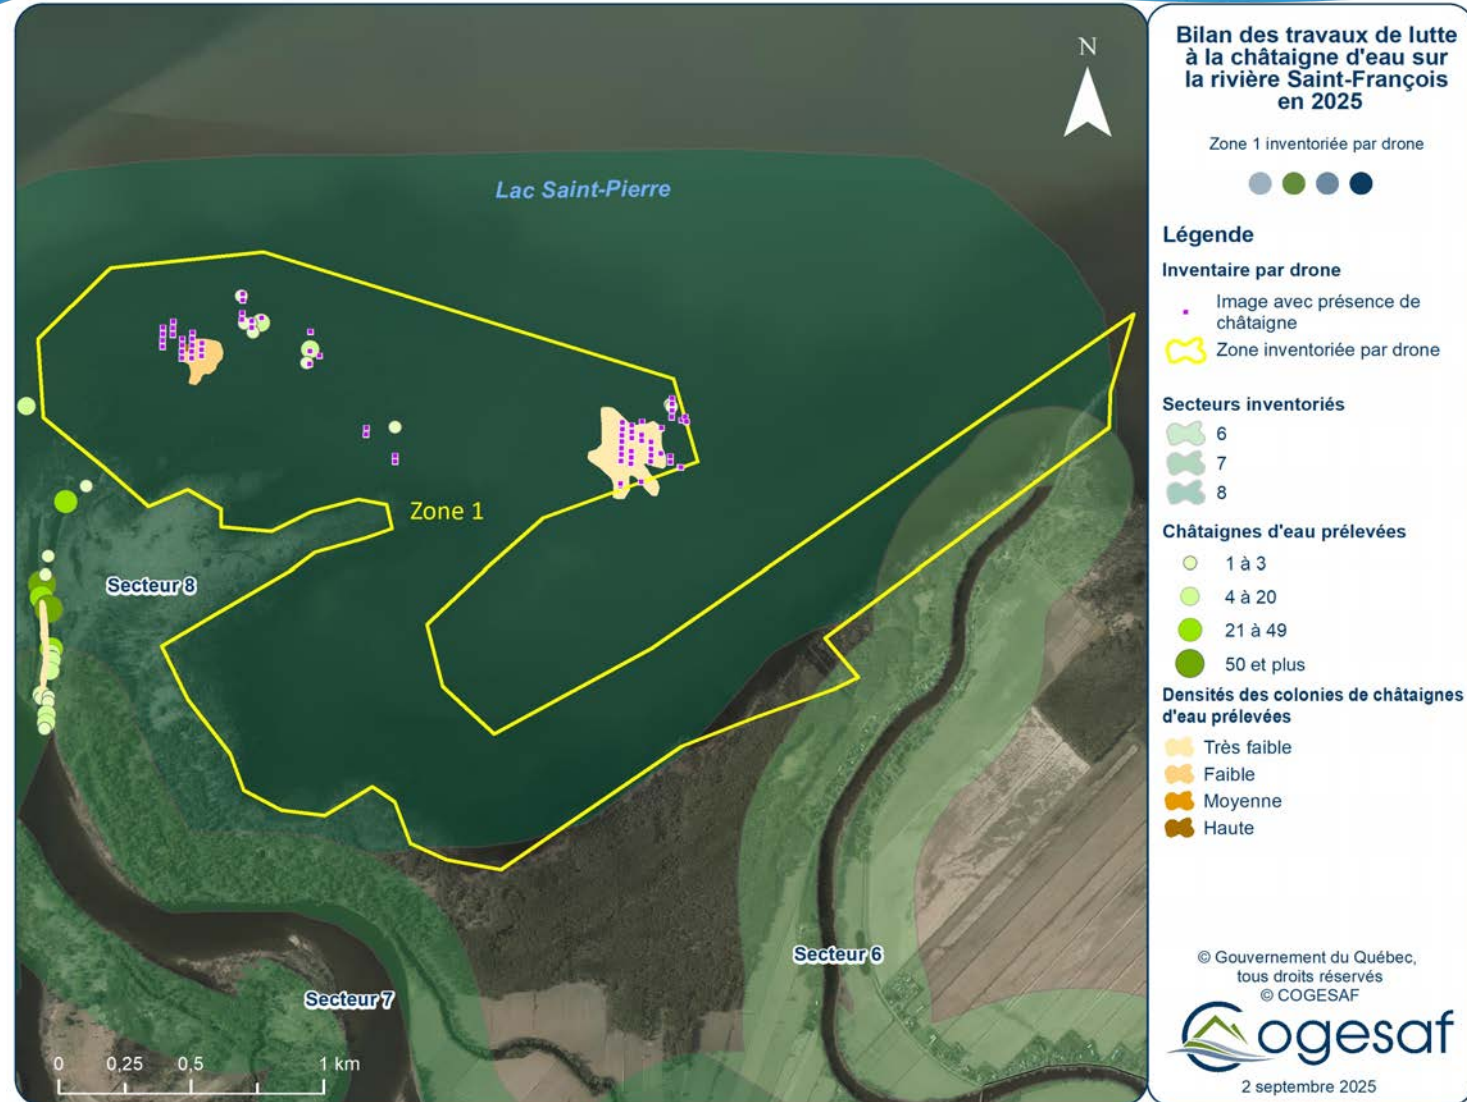 Bilan des travaux de lutte
à la châtaigne d'eau sur
la rivière Saint-François
en 2025
Zone 1 inventoriée par drone
Légende
Inventaire par drone
Image avec présence de
châtaigne
Zone inventoriée par drone
Secteurs inventoriés
6
7
8
Châtaignes d'eau prélevées
1 à 3
4 à 20
21 à 49
50 et plus
Densités des colonies de châtaignes
d'eau prélevées
Très faible
Faible
Moyenne
Haute
© Gouvernement du Québec,
tous droits réservés
© COGESAF
Cogesaf
2 septembre 2025
N
Lac Saint-Pierre
Zone 1
Secteur 8
Secteur 6
Secteur 7
0 0,25 0,5 1 km